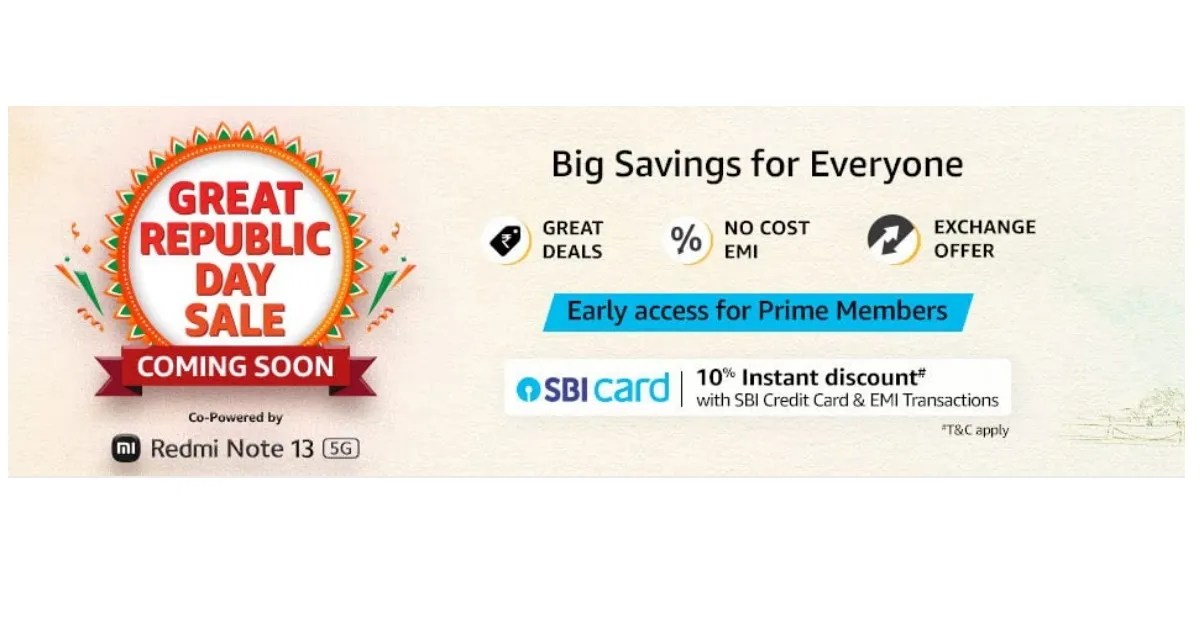 GREAT
REPUBLIC
DAY
SALE
COMING SOON
Co-Powered by
mi Redmi Note 13 5G
Big Savings for Everyone
₹ GREAT
DEALS
% NO COST
EMI
EXCHANGE
OFFER
Early access for Prime Members
SBI card
10% Instant discount#
with SBI Credit Card & EMI Transactions
#T&C apply